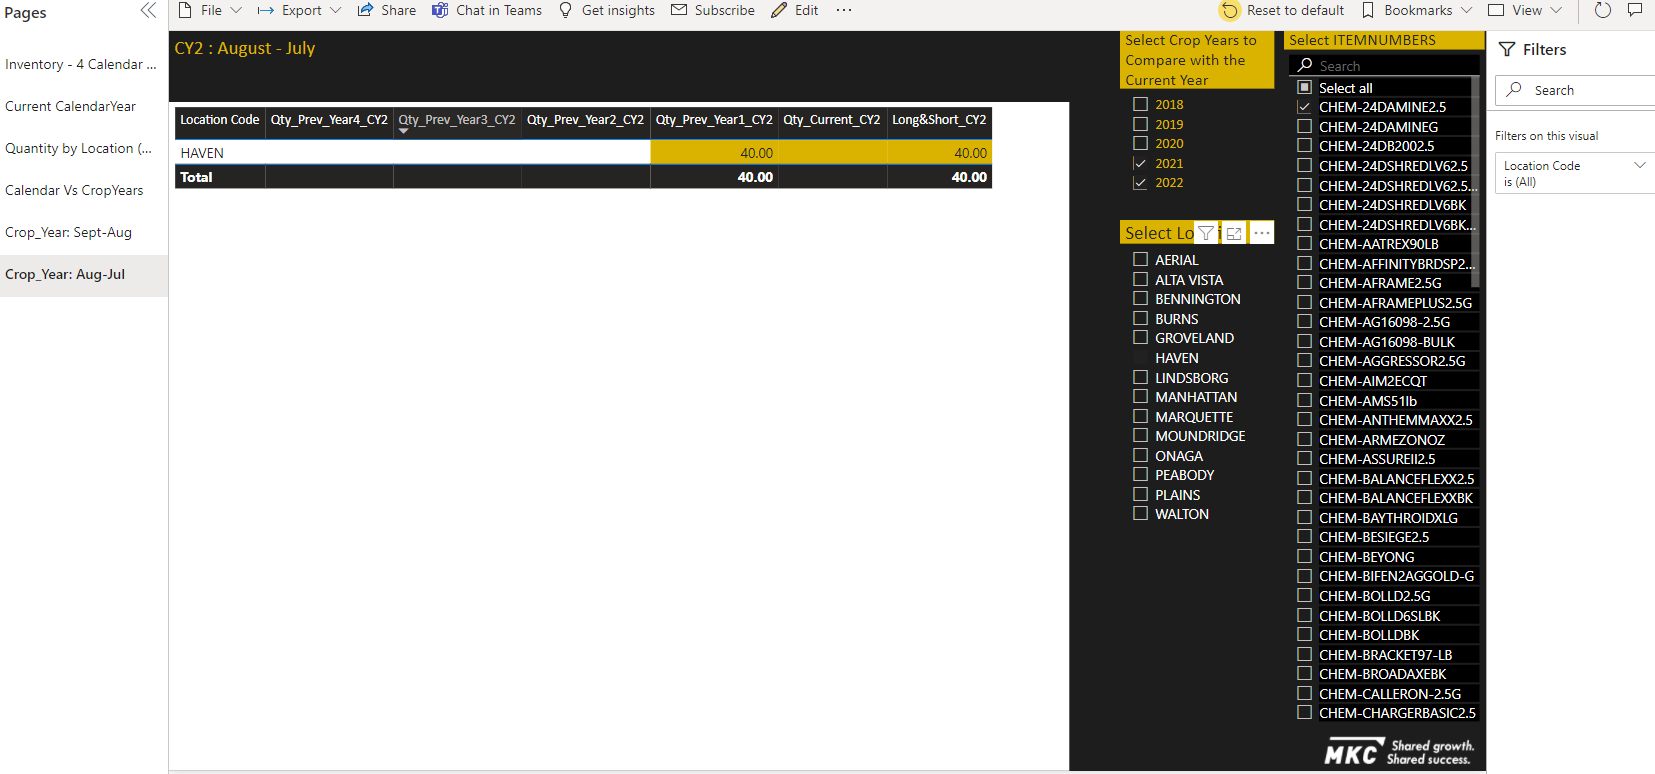 Pages
File
Export
Share
Chat in Teams
Get insights
Subscribe
Edit
...
Reset to default
Bookmarks
View
Inventory - 4 Calendar ...
Current CalendarYear
Quantity by Location (...
Calendar Vs CropYears
Crop_Year: Sept-Aug
Crop_Year: Aug-Jul
CY2 : August - July
Location Code Qty_Prev_Year4_CY2 Qty_Prev_Year3_CY2 Qty_Prev_Year2_CY2 Qty_Prev_Year1_CY2 Qty_Current_CY2 Long&Short_CY2
HAVEN 40.00 40.00
Total 40.00 40.00
Select Crop Years to
Compare with the
Current Year
2018
2019
2020
2021
2022
Select Lo
...
AERIAL
ALTA VISTA
BENNINGTON
BURNS
GROVELAND
HAVEN
LINDSBORG
MANHATTAN
MARQUETTE
MOUNDRIDGE
ONAGA
PEABODY
PLAINS
WALTON
Select ITEMNUMBERS
Search
Select all
CHEM-24DAMINE2.5
CHEM-24DAMINEG
CHEM-24DB2002.5
CHEM-24DSHREDLV62.5
CHEM-24DSHREDLV62.5...
CHEM-24DSHREDLV6BK
CHEM-24DSHREDLV6BK...
CHEM-AATREX90LB
CHEM-AFFINITYBRDSP2...
CHEM-AFRAME2.5G
CHEM-AFRAMEPLUS2.5G
CHEM-AG16098-2.5G
CHEM-AG16098-BULK
CHEM-AGGRESSOR2.5G
CHEM-AIM2ECQT
CHEM-AMS51lb
CHEM-ANTHEMMAXX2.5
CHEM-ARMEZONOZ
CHEM-ASSUREII2.5
CHEM-BALANCEFLEXX2.5
CHEM-BALANCEFLEXXBK
CHEM-BAYTHROIDXLG
CHEM-BESIEGE2.5
CHEM-BEYONG
CHEM-BIFEN2AGGOLD-G
CHEM-BOLLD2.5G
CHEM-BOLLD6SLBK
CHEM-BOLLDBK
CHEM-BRACKET97-LB
CHEM-BROADAXEBK
CHEM-CALLERON-2.5G
CHEM-CHARGERBASIC2.5
MKC
Shared growth.
Shared success.
Filters
Search
Filters on this visual
Location Code
is (All)